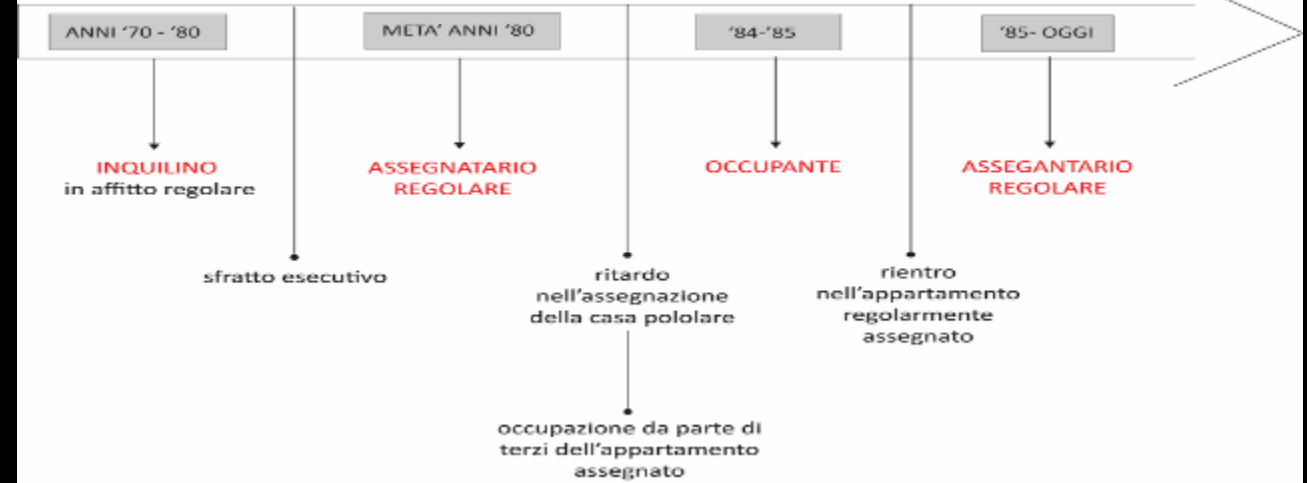 ANNI '70 - '80
META' ANNI '80
'84-'85
'85- OGGI
INQUILINO
in affitto regolare
ASSEGNATARIO
REGOLARE
OCCUPANTE
ASSEGANTARIO
REGOLARE
sfratto esecutivo
ritardo
nell'assegnazione
della casa pololare
rientro
nell'appartamento
regolarmente
assegnato
occupazione da parte di
terzi dell'appartamento
assegnato